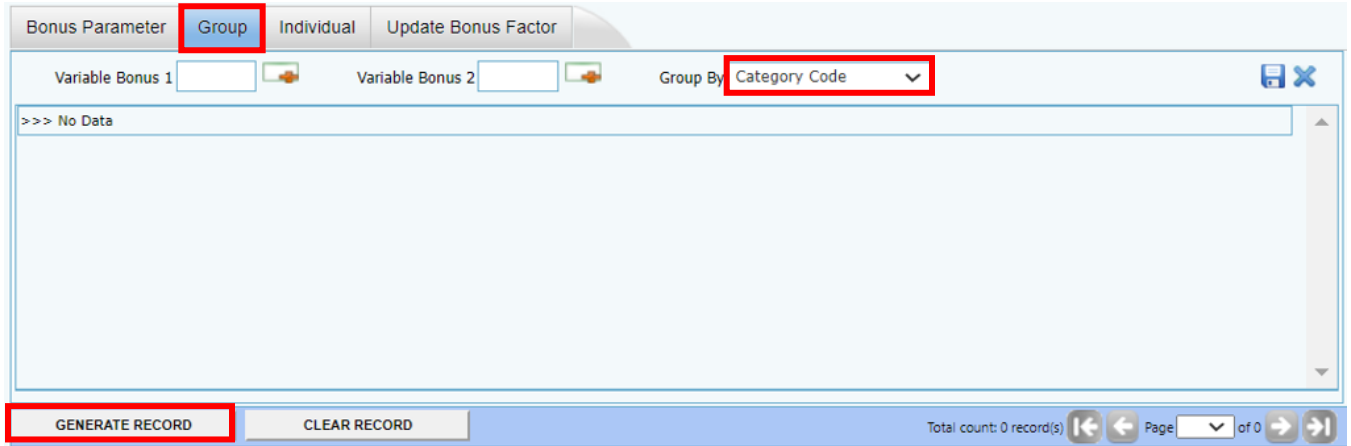 Bonus Parameter Group Individual Update Bonus Factor
Variable Bonus 1 Variable Bonus 2 Group By Category Code
>>> No Data
GENERATE RECORD CLEAR RECORD Total count: 0 record(s) Page of 0